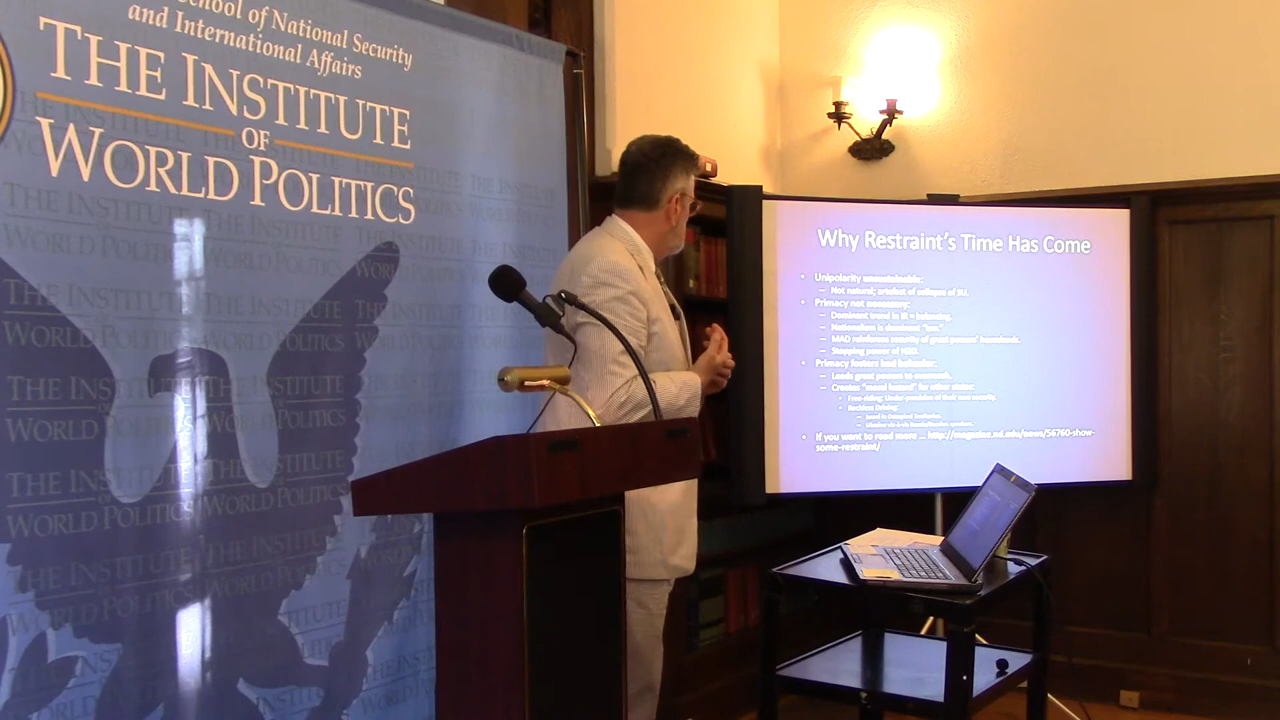 School of National Security
and International Affairs
THE INSTITUTE
OF
WORLD POLITICS
Why Restraint's Time Has Come
• Unipolarity unsustainable:
– Not natural; artefact of collapse of SU.
• Primacy not necessary:
– Dominant trend in IR = balancing.
– Nationalism is dominant "ism."
– MAD reinforces security of great powers' homelands.
– Stopping power of H2O.
• Primacy fosters bad behavior:
– Leads great powers to overreach.
– Creates "moral hazard" for other states:
• Free-riding: Under-provision of their own security.
• Reckless Driving:
• If you want to read more ... http://magazine.nd.edu/news/56760-show-
some-restraint/